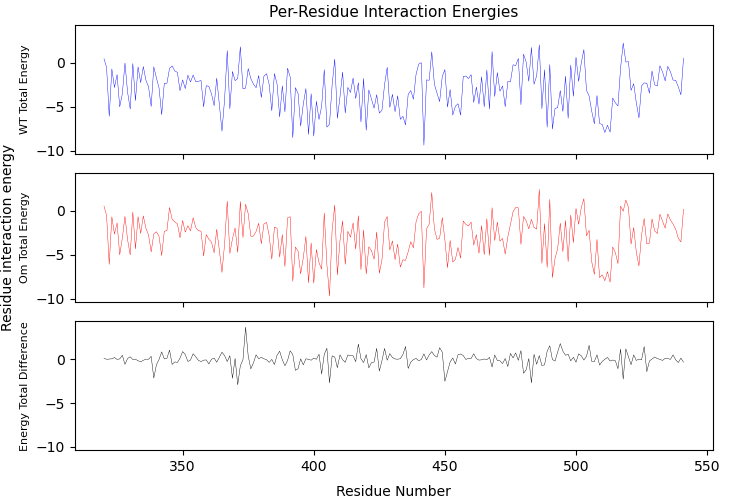 Per-Residue Interaction Energies
Residue interaction energy
WT Total Energy
0
−5
−10
Om Total Energy
0
−5
−10
Energy Total Difference
0
−5
−10
350 400 450 500 550
Residue Number